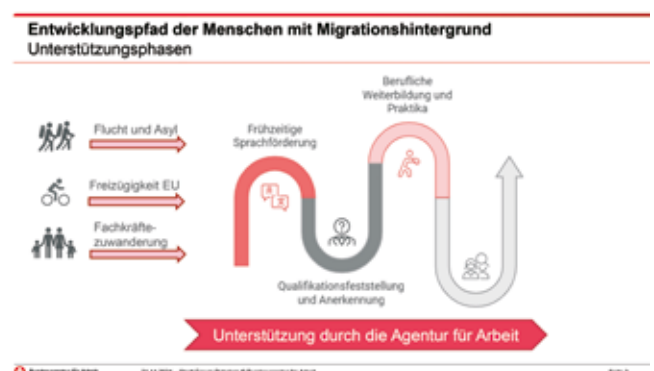 Entwicklungspfad der Menschen mit Migrationshintergrund
Unterstützungsphasen
Flucht und Asyl
Freizügigkeit EU
Fachkräfte-
zuwanderung
Frühzeitige
Sprachförderung
Qualifikationsfeststellung
und Anerkennung
Berufliche
Weiterbildung und
Praktika
Unterstützung durch die Agentur für Arbeit